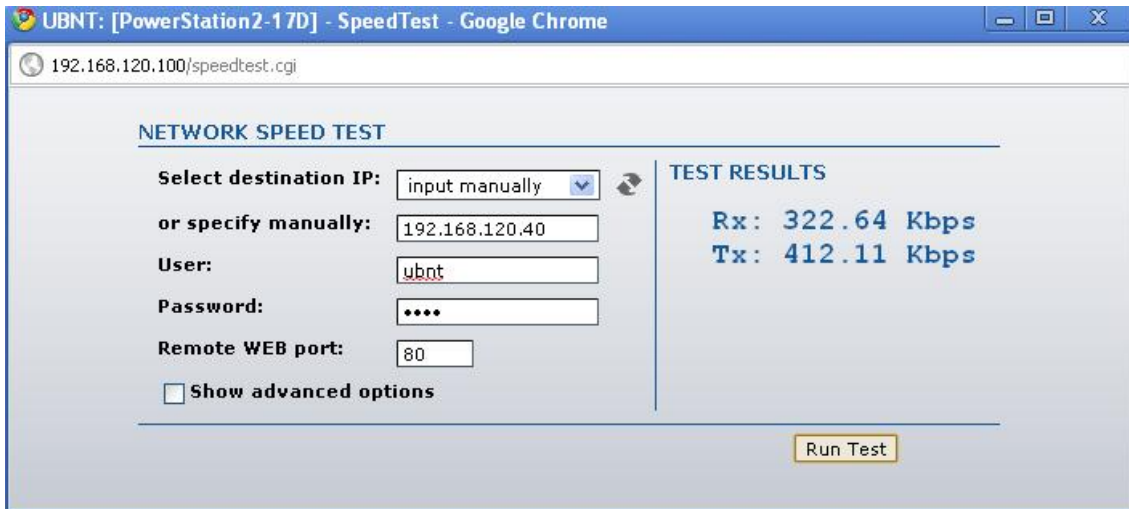 UBNT: [PowerStation2-17D] - SpeedTest - Google Chrome
192.168.120.100/speedtest.cgi
NETWORK SPEED TEST
Select destination IP: input manually
or specify manually: 192.168.120.40
User: ubnt
Password: ••••
Remote WEB port: 80
Show advanced options
TEST RESULTS
Rx: 322.64 Kbps
Tx: 412.11 Kbps
Run Test